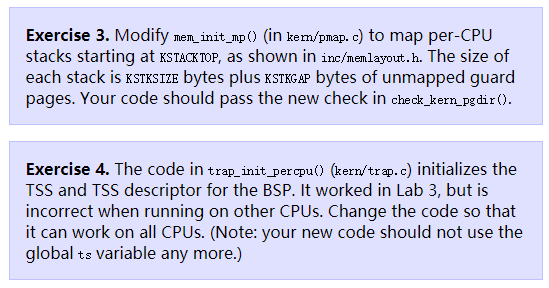 Exercise 3. Modify mem_init_mp() (in kern/pmap.c) to map per-CPU
stacks starting at KSTACKTOP, as shown in inc/memlayout.h. The size of
each stack is KSTKSIZE bytes plus KSTKGAP bytes of unmapped guard
pages. Your code should pass the new check in check_kern_pgdir().
Exercise 4. The code in trap_init_percpu() (kern/trap.c) initializes the
TSS and TSS descriptor for the BSP. It worked in Lab 3, but is
incorrect when running on other CPUs. Change the code so that
it can work on all CPUs. (Note: your new code should not use the
global ts variable any more.)